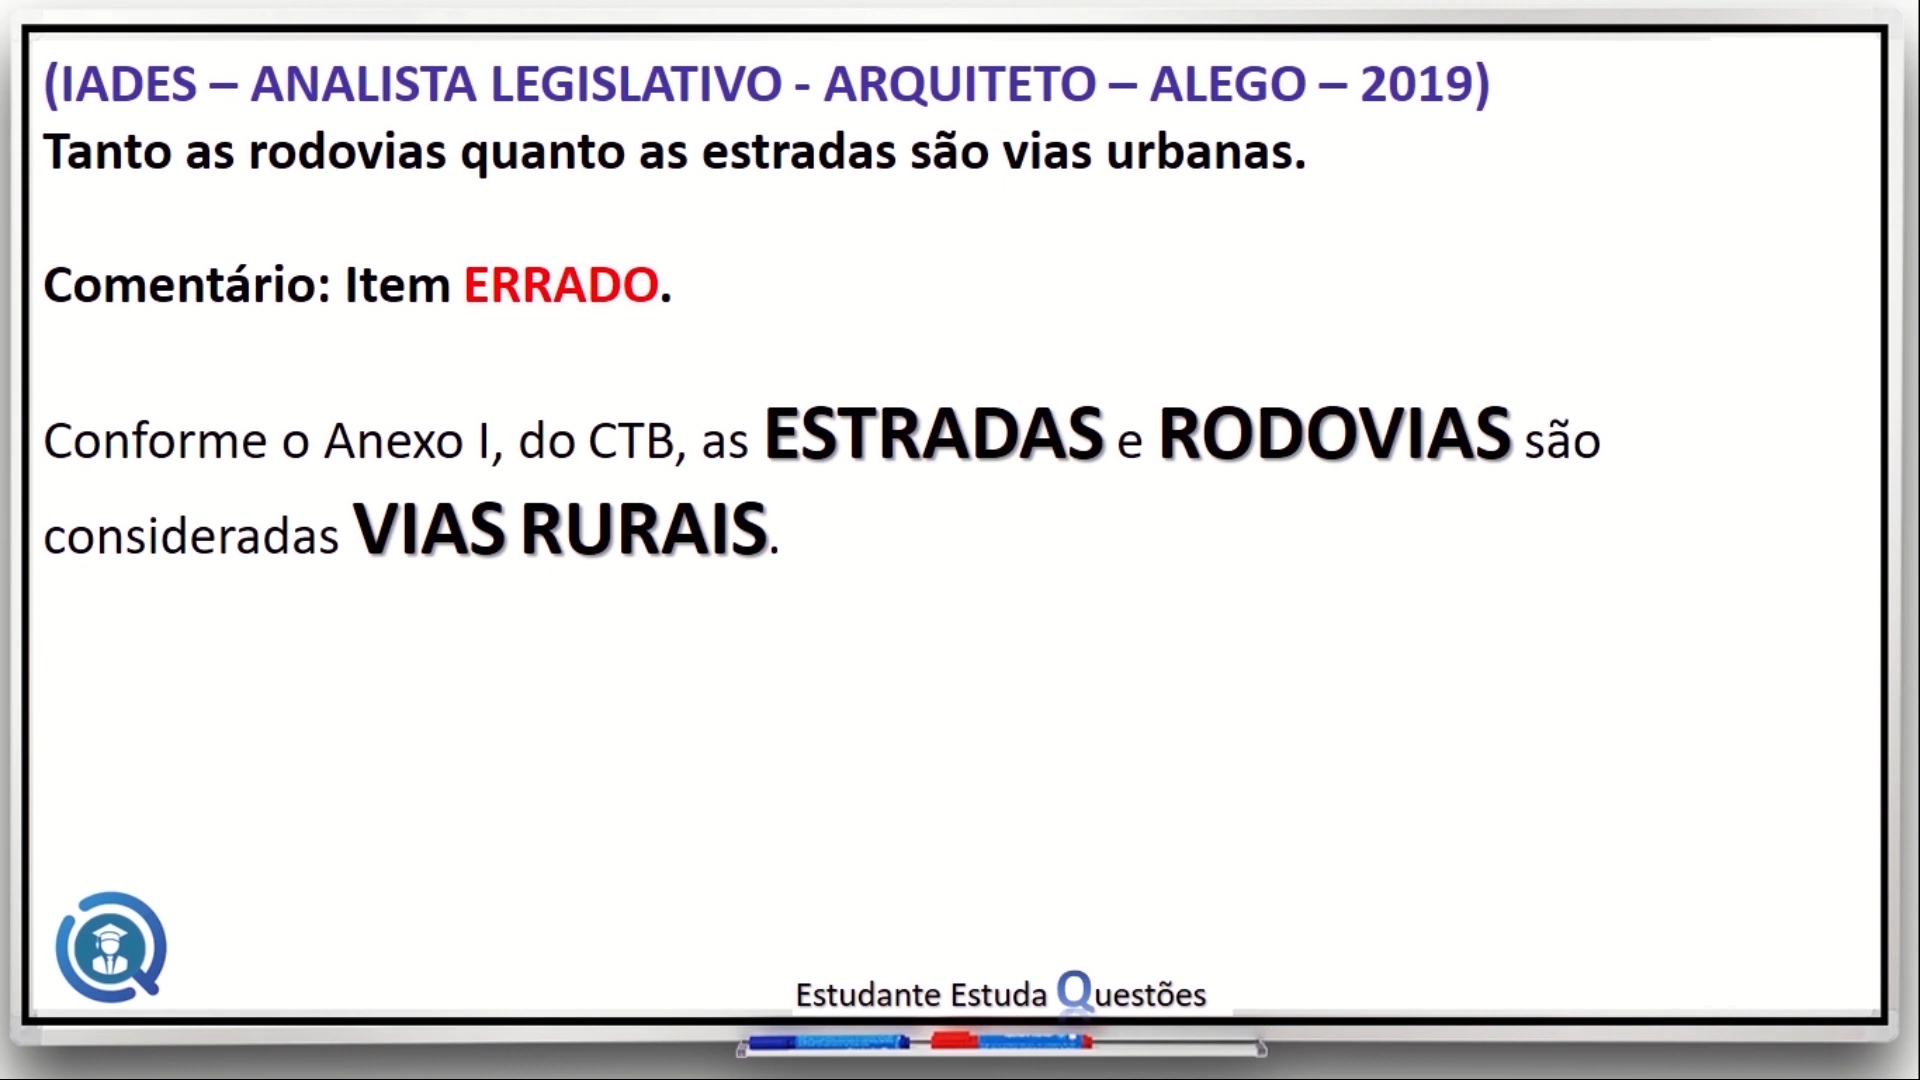 (IADES – ANALISTA LEGISLATIVO - ARQUITETO – ALEGO – 2019)
Tanto as rodovias quanto as estradas são vias urbanas.
Comentário: Item ERRADO.
Conforme o Anexo I, do CTB, as ESTRADAS e RODOVIAS são
consideradas VIAS RURAIS.
Estudante Estuda Questões